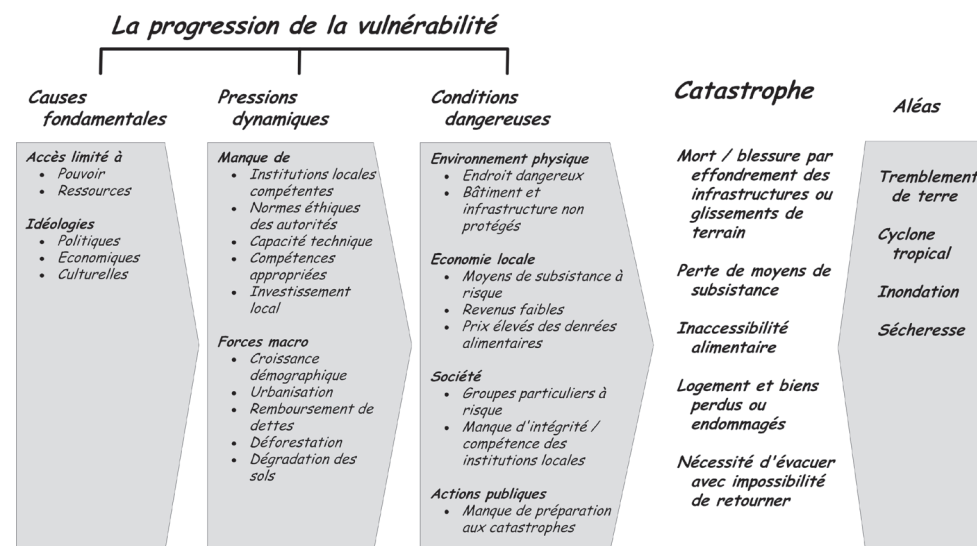 La progression de la vulnérabilité
Causes
fondamentales
Accès limité à
• Pouvoir
• Ressources
Idéologies
• Politiques
• Economiques
• Culturelles
Pressions
dynamiques
Manque de
• Institutions locales
compétentes
• Normes éthiques
des autorités
• Capacité technique
• Compétences
appropriées
• Investissement
local
Forces macro
• Croissance
démographique
• Urbanisation
• Remboursement de
dettes
• Déforestation
• Dégradation des
sols
Conditions
dangereuses
Environnement physique
• Endroit dangereux
• Bâtiment et
infrastructure non
protégés
Economie locale
• Moyens de subsistance à
risque
• Revenus faibles
• Prix élevés des denrées
alimentaires
Société
• Groupes particuliers à
risque
• Manque d'intégrité /
compétence des
institutions locales
Actions publiques
• Manque de préparation
aux catastrophes
Catastrophe
Mort / blessure par
effondrement des
infrastructures ou
glissements de
terrain
Perte de moyens de
subsistance
Inaccessibilité
alimentaire
Logement et biens
perdus ou
endommagés
Nécessité d'évacuer
avec impossibilité
de retourner
Aléas
Tremblement
de terre
Cyclone
tropical
Inondation
Sécheresse